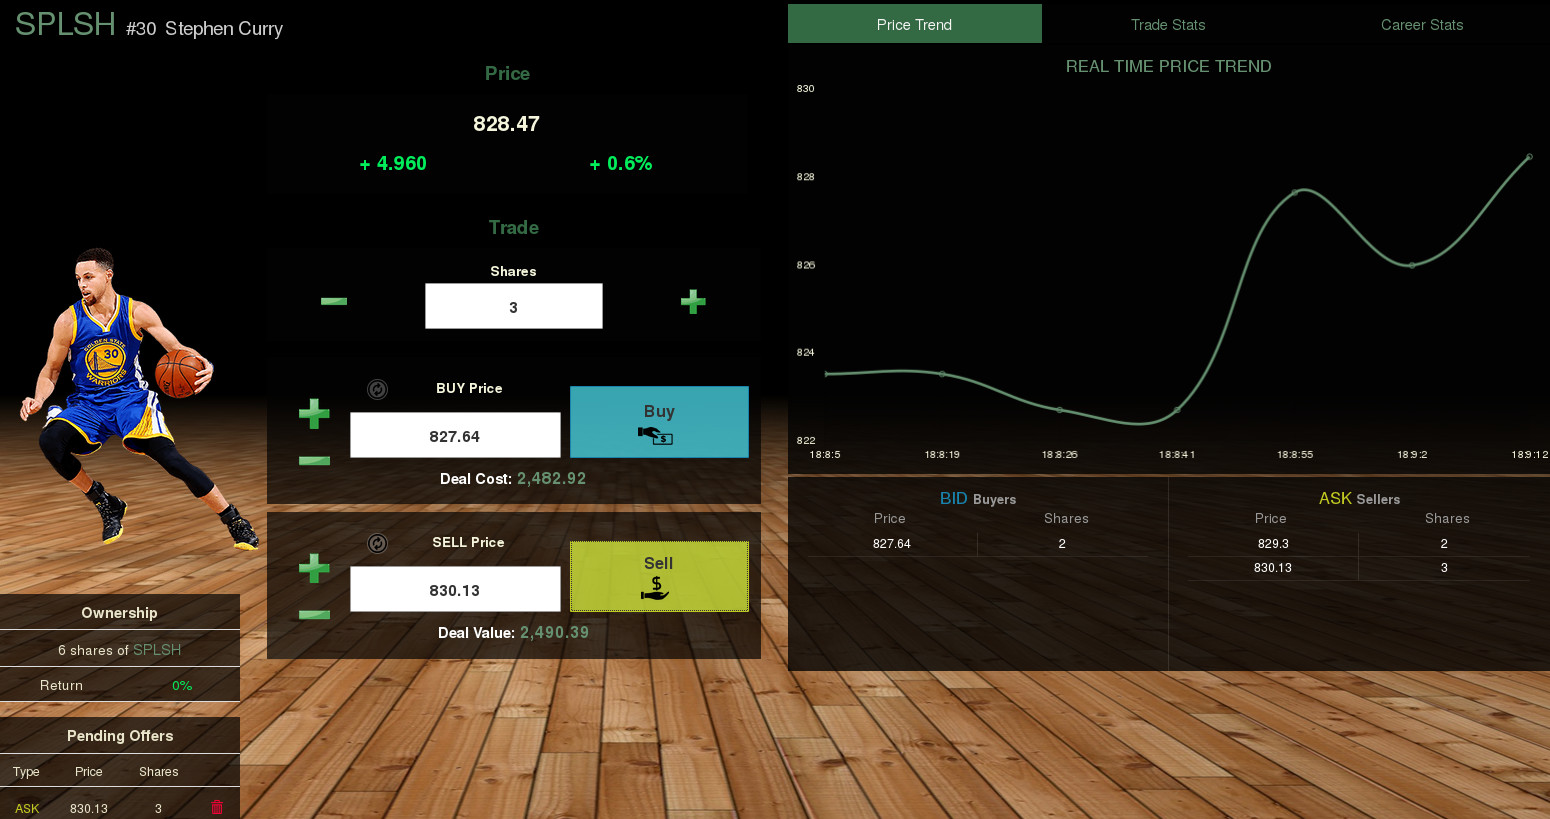 SPLSH #30 Stephen Curry
Price
828.47
+ 4.960 + 0.6%
Trade
Shares
3
BUY Price
827.64
Buy
Deal Cost: 2,482.92
SELL Price
830.13
Sell
Deal Value: 2,490.39
GOLDEN STATE
30
WARRIORS
Ownership
6 shares of SPLSH
Return 0%
Pending Offers
Type Price Shares
ASK 830.13 3
Price Trend Trade Stats Career Stats
REAL TIME PRICE TREND
830
828
826
824
822
18:8:5 18:8:19 18:8:26 18:8:41 18:8:55 18:9:2 18:9:12
BID Buyers
Price Shares
827.64 2
ASK Sellers
Price Shares
829.3 2
830.13 3